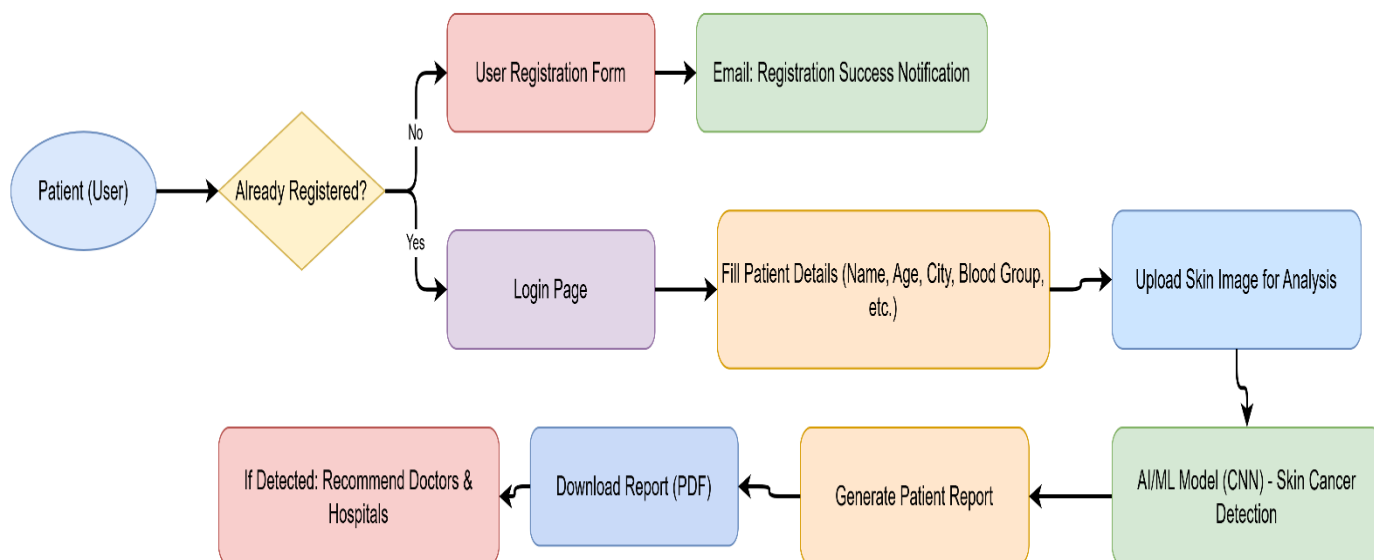 User Registration Form
Email: Registration Success Notification
No
Patient (User)
Already Registered?
Yes
Login Page
Fill Patient Details (Name, Age, City, Blood Group,
etc.)
Upload Skin Image for Analysis
If Detected: Recommend Doctors &
Hospitals
Download Report (PDF)
Generate Patient Report
AI/ML Model (CNN) - Skin Cancer
Detection